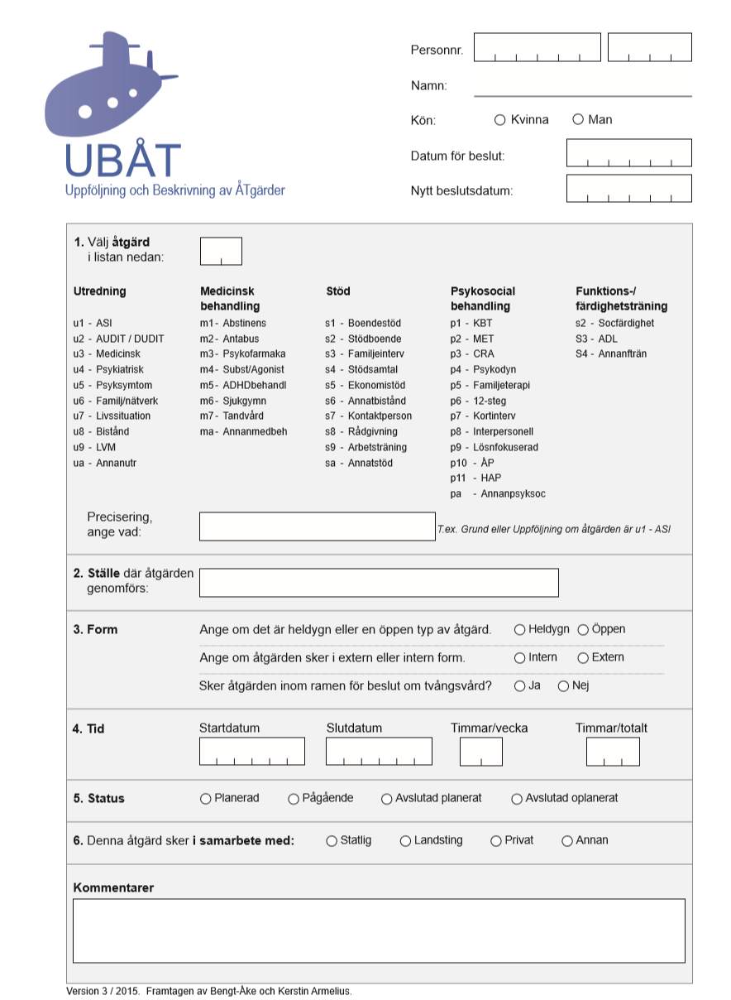 Personnr.
Namn:
Kön: Kvinna Man
Datum för beslut:
Nytt beslutsdatum:
UBÅT
Uppföljning och Beskrivning av ÅTgärder
1. Välj åtgärd
i listan nedan:
Utredning
u1 - ASI
u2 - AUDIT / DUDIT
u3 - Medicinsk
u4 - Psykiatrisk
u5 - Psyksymtom
u6 - Familj/nätverk
u7 - Livssituation
u8 - Bistånd
u9 - LVM
ua - Annanutr
Medicinsk
behandling
m1- Abstinens
m2- Antabus
m3- Psykofarmaka
m4- Subst/Agonist
m5- ADHDbehandl
m6- Sjukgymn
m7- Tandvård
ma- Annanmedbeh
Stöd
s1 - Boendestöd
s2 - Stödboende
s3 - Familjeinterv
s4 - Stödsamtal
s5 - Ekonomistöd
s6 - Annatbistånd
s7 - Kontaktperson
s8 - Rådgivning
s9 - Arbetsträning
sa - Annatstöd
Psykosocial
behandling
p1 - KBT
p2 - MET
p3 - CRA
p4 - Psykodyn
p5 - Familjeterapi
p6 - 12-steg
p7 - Kortinterv
p8 - Interpersonell
p9 - Lösnfokuserad
p10 - ÅP
p11 - HAP
pa - Annanpsyksoc
Funktions-/
färdighetsträning
s2 - Socfärdighet
S3 - ADL
S4 - Annanfträn
Precisering,
ange vad:
T.ex. Grund eller Uppföljning om åtgärden är u1 - ASI
2. Ställe där åtgärden
genomförs:
3. Form
Ange om det är heldygn eller en öppen typ av åtgärd. Heldygn Öppen
Ange om åtgärden sker i extern eller intern form. Intern Extern
Sker åtgärden inom ramen för beslut om tvångsvård? Ja Nej
4. Tid
Startdatum Slutdatum Timmar/vecka Timmar/totalt
5. Status Planerad Pågående Avslutad planerat Avslutad oplanerat
6. Denna åtgärd sker i samarbete med: Statlig Landsting Privat Annan
Kommentarer
Version 3 / 2015. Framtagen av Bengt-Åke och Kerstin Armelius.